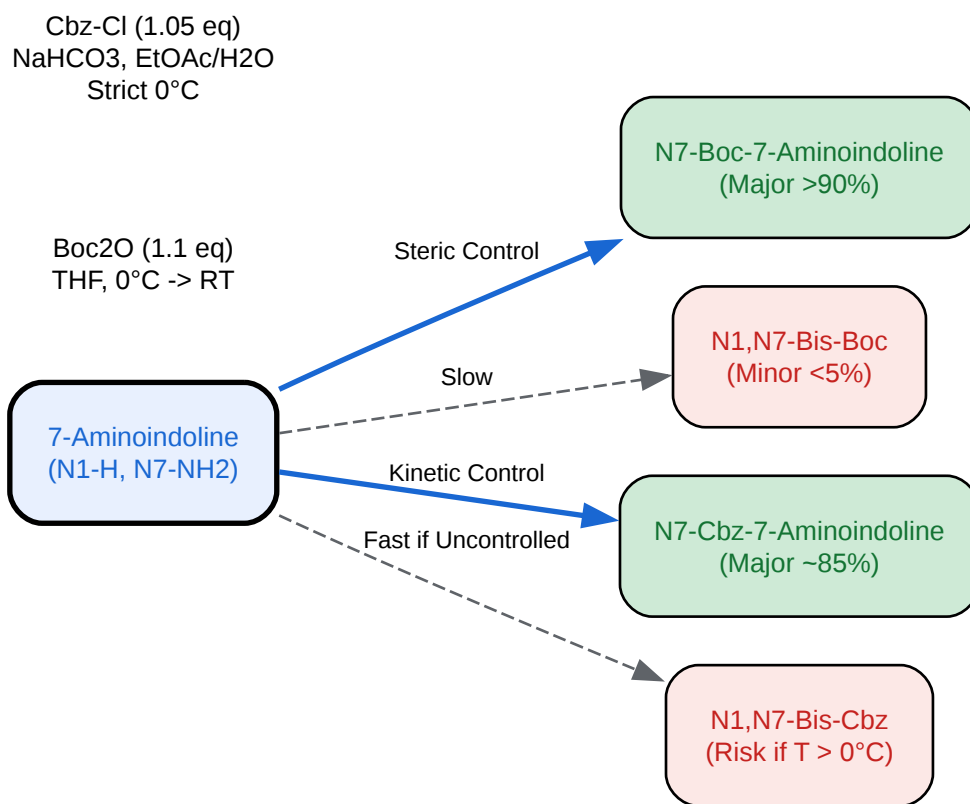 Cbz-Cl (1.05 eq)
NaHCO3, EtOAc/H2O
Strict 0°C
Boc2O (1.1 eq)
THF, 0°C -> RT
7-Aminoindoline
(N1-H, N7-NH2)
Steric Control
Slow
Kinetic Control
Fast if Uncontrolled
N7-Boc-7-Aminoindoline
(Major >90%)
N1,N7-Bis-Boc
(Minor <5%)
N7-Cbz-7-Aminoindoline
(Major ~85%)
N1,N7-Bis-Cbz
(Risk if T > 0°C)